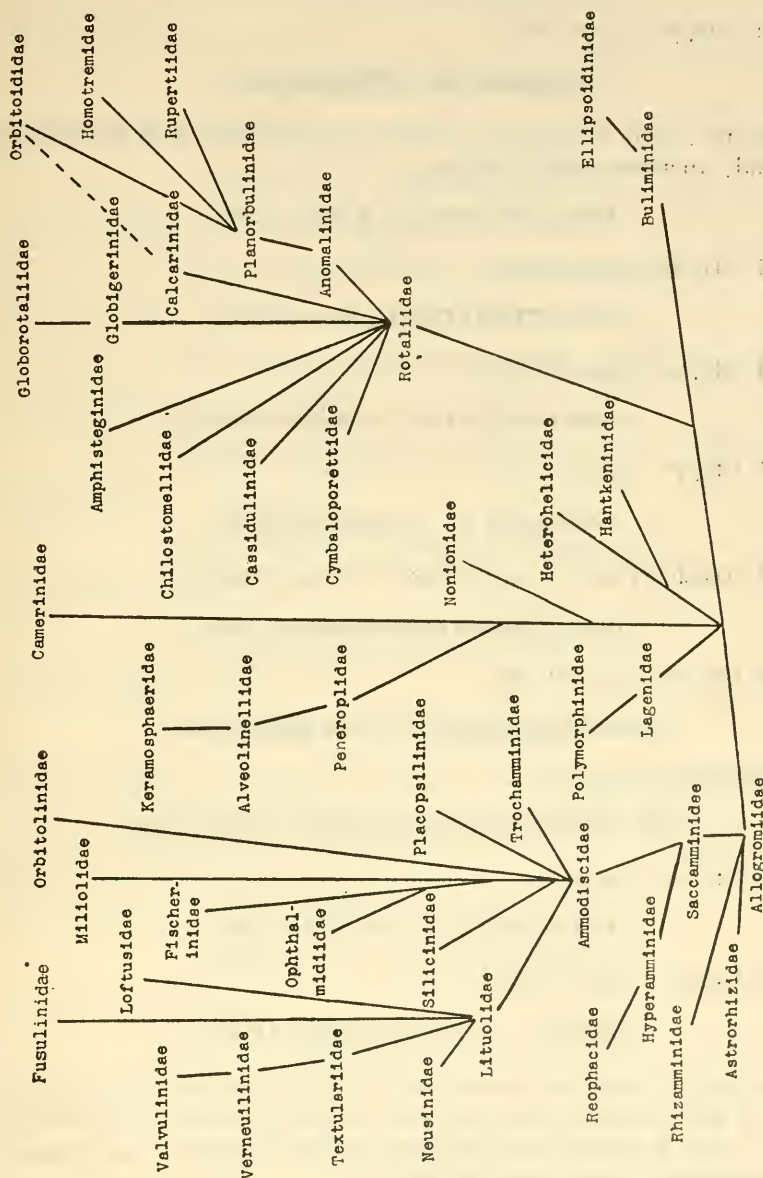 Fusulinidae
Loftusidae
Valvulinidae
Verneuilinidae
Textulariidae
Neusinidae
Lituolidae
Orbitolinidae
Miliolidae
Fischer-
inidae
Ophthal-
midiidae
Silicinidae
Placopsilinidae
Trochamminidae
Ammodiscidae
Reophacidae
Hyperamminidae
Rhizamminidae
Astrorhizidae
Saccamminidae
Allogromiidae
Camerinidae
Keramosphaeridae
Alveolinellidae
Peneroplidae
Nonionidae
Heterohelicidae
Hantkeninidae
Polymorphinidae
Lagenidae
Globorotaliidae
Globigerinidae
Calcarinidae
Orbitoididae
Homotremidae
Rupertiidae
Planorbulinidae
Anomalinidae
Amphisteginidae
Chilostomellidae
Cassidulinidae
Cymbaloporettidae
Rotaliidae
Ellipsoidinidae
Buliminidae